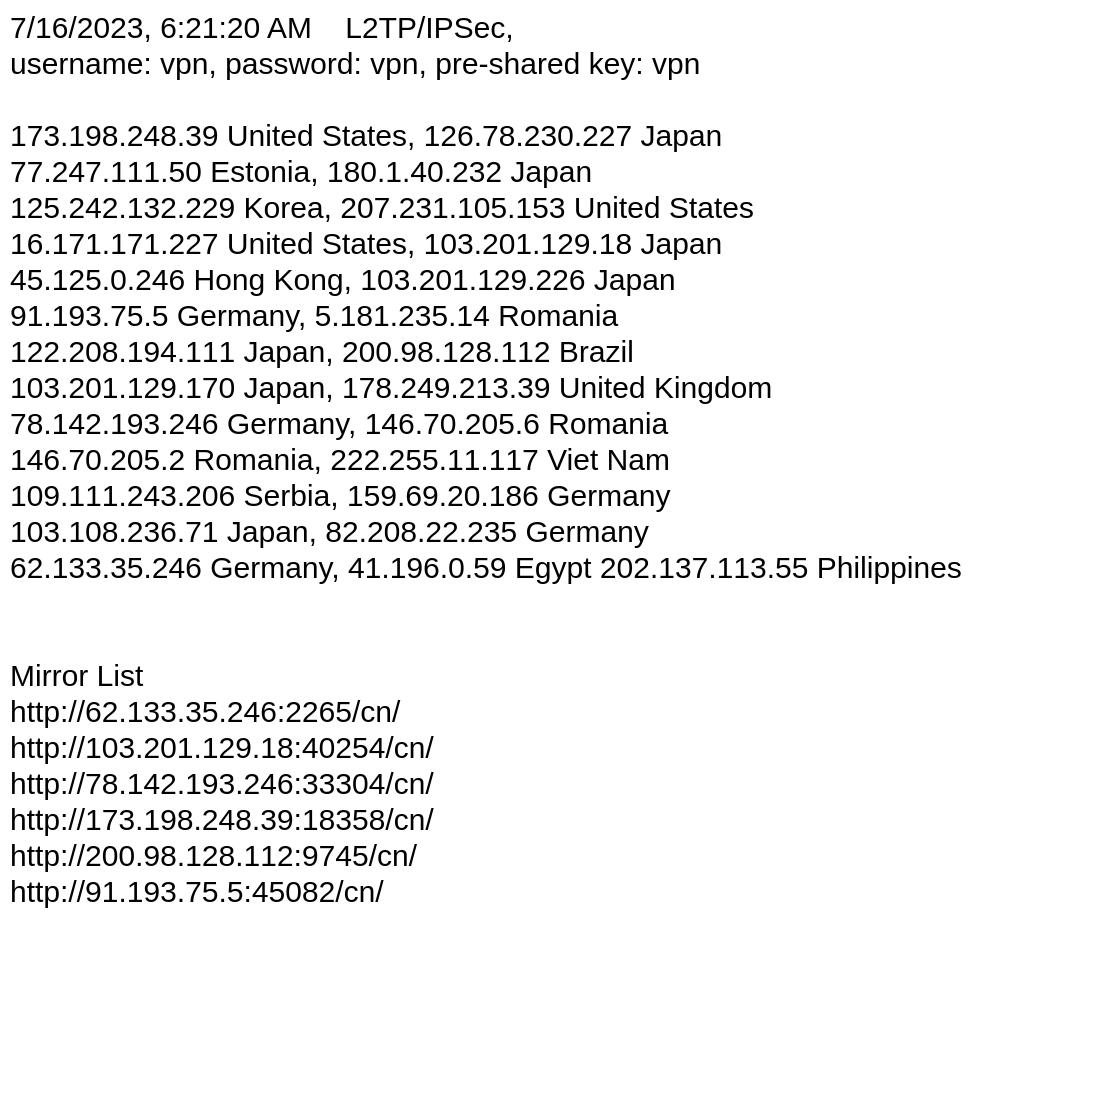 7/16/2023, 6:21:20 AM    L2TP/IPSec,
username: vpn, password: vpn, pre-shared key: vpn
173.198.248.39 United States, 126.78.230.227 Japan
77.247.111.50 Estonia, 180.1.40.232 Japan
125.242.132.229 Korea, 207.231.105.153 United States
16.171.171.227 United States, 103.201.129.18 Japan
45.125.0.246 Hong Kong, 103.201.129.226 Japan
91.193.75.5 Germany, 5.181.235.14 Romania
122.208.194.111 Japan, 200.98.128.112 Brazil
103.201.129.170 Japan, 178.249.213.39 United Kingdom
78.142.193.246 Germany, 146.70.205.6 Romania
146.70.205.2 Romania, 222.255.11.117 Viet Nam
109.111.243.206 Serbia, 159.69.20.186 Germany
103.108.236.71 Japan, 82.208.22.235 Germany
62.133.35.246 Germany, 41.196.0.59 Egypt 202.137.113.55 Philippines
Mirror List
http://62.133.35.246:2265/cn/
http://103.201.129.18:40254/cn/
http://78.142.193.246:33304/cn/
http://173.198.248.39:18358/cn/
http://200.98.128.112:9745/cn/
http://91.193.75.5:45082/cn/